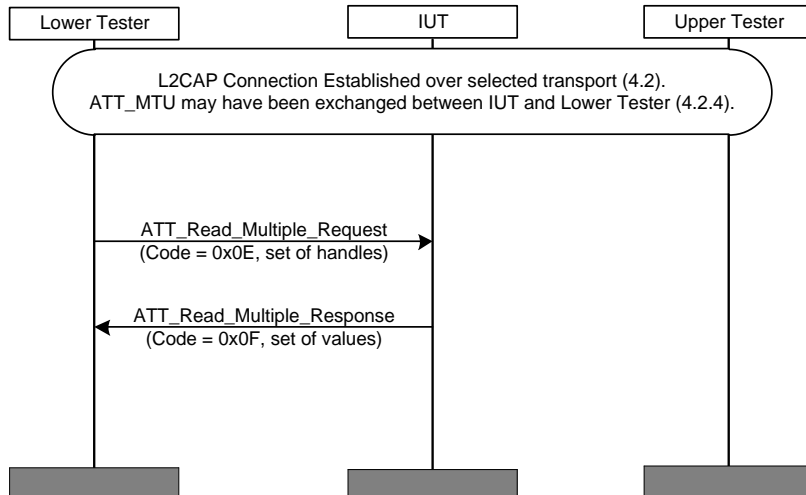 Lower Tester
IUT
Upper Tester
L2CAP Connection Established over selected transport (4.2).
ATT_MTU may have been exchanged between IUT and Lower Tester (4.2.4).
ATT_Read_Multiple_Request
(Code = 0x0E, set of handles)
ATT_Read_Multiple_Response
(Code = 0x0F, set of values)